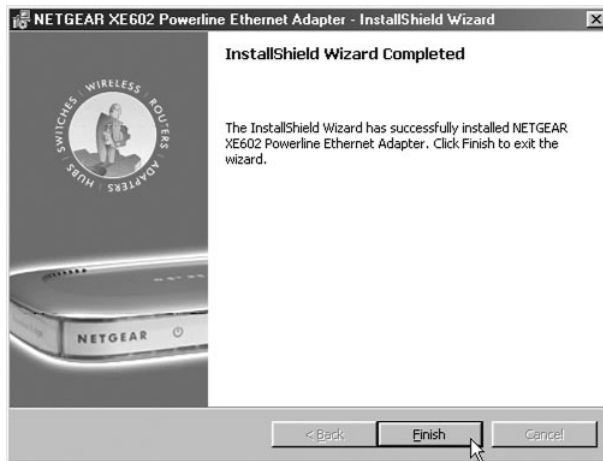 NETGEAR XE602 Powerline Ethernet Adapter - InstallShield Wizard
InstallShield Wizard Completed
SWITCHES | WIRELESS | ROUTERS | ADAPTERS | HUBS |
The InstallShield Wizard has successfully installed NETGEAR
XE602 Powerline Ethernet Adapter. Click Finish to exit the
wizard.
NETGEAR
< Back
Finish
Cancel